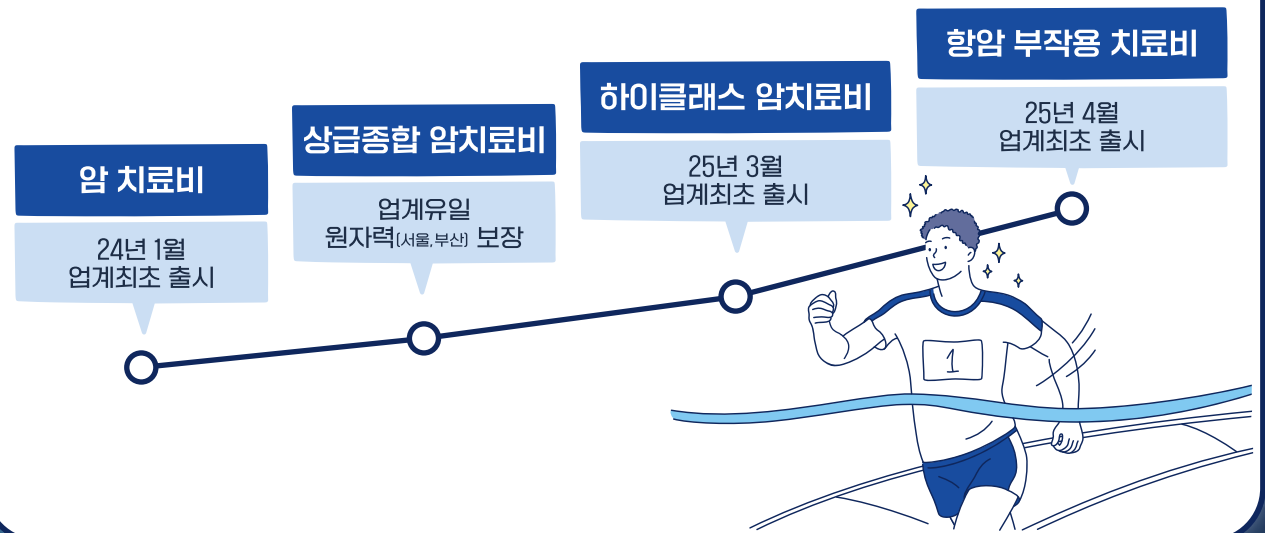 암 치료비
24년 1월
업계최초 출시
상급종합 암치료비
업계유일
원자력(서울,부산) 보장
하이클래스 암치료비
25년 3월
업계최초 출시
항암 부작용 치료비
25년 4월
업계최초 출시
1